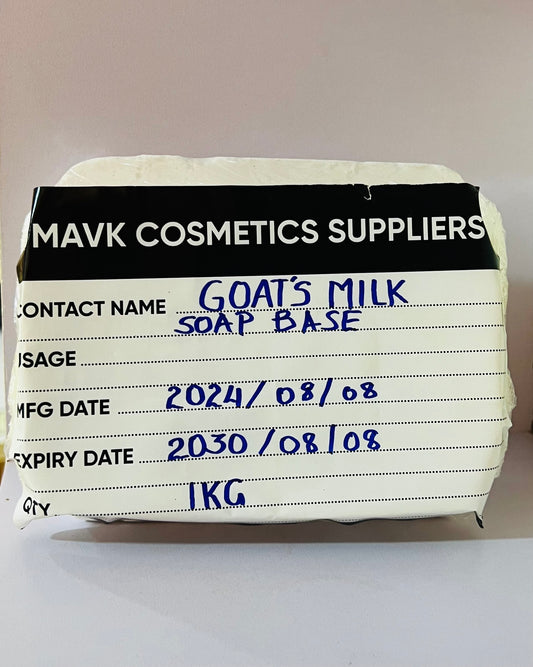 MAVK COSMETICS SUPPLIERS
CONTACT NAME GOAT'S MILK
SOAP BASE
USAGE
MFG DATE 2024/08/08
EXPIRY DATE 2030/08/08
QTY 1KG